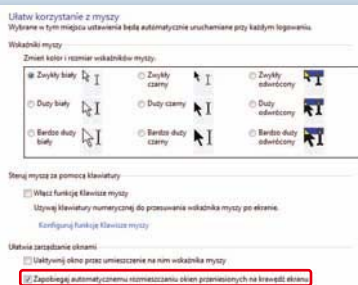 Ułatw korzystanie z myszy
Wybrane w tym miejscu ustawienia będą automatycznie uruchamiane przy każdym logowaniu.
Wskaźniki myszy
Zmień kolor i rozmiar wskaźników myszy.
Zwykły biały
Zwykły czarny
Zwykły odwrócony
Duży biały
Duży czarny
Duży odwrócony
Bardzo duży biały
Bardzo duży czarny
Bardzo duży odwrócony
Steruj myszą za pomocą klawiatury
Włącz funkcję Klawisze myszy
Używaj klawiatury numerycznej do przesuwania wskaźnika myszy po ekranie.
Konfiguruj funkcję Klawisze myszy
Ułatwia zarządzanie oknami
Uaktywnij okno przez umieszczenie na nim wskaźnika myszy
Zapobiegaj automatycznemu rozmieszczaniu okien przeniesionych na krawędź ekranu